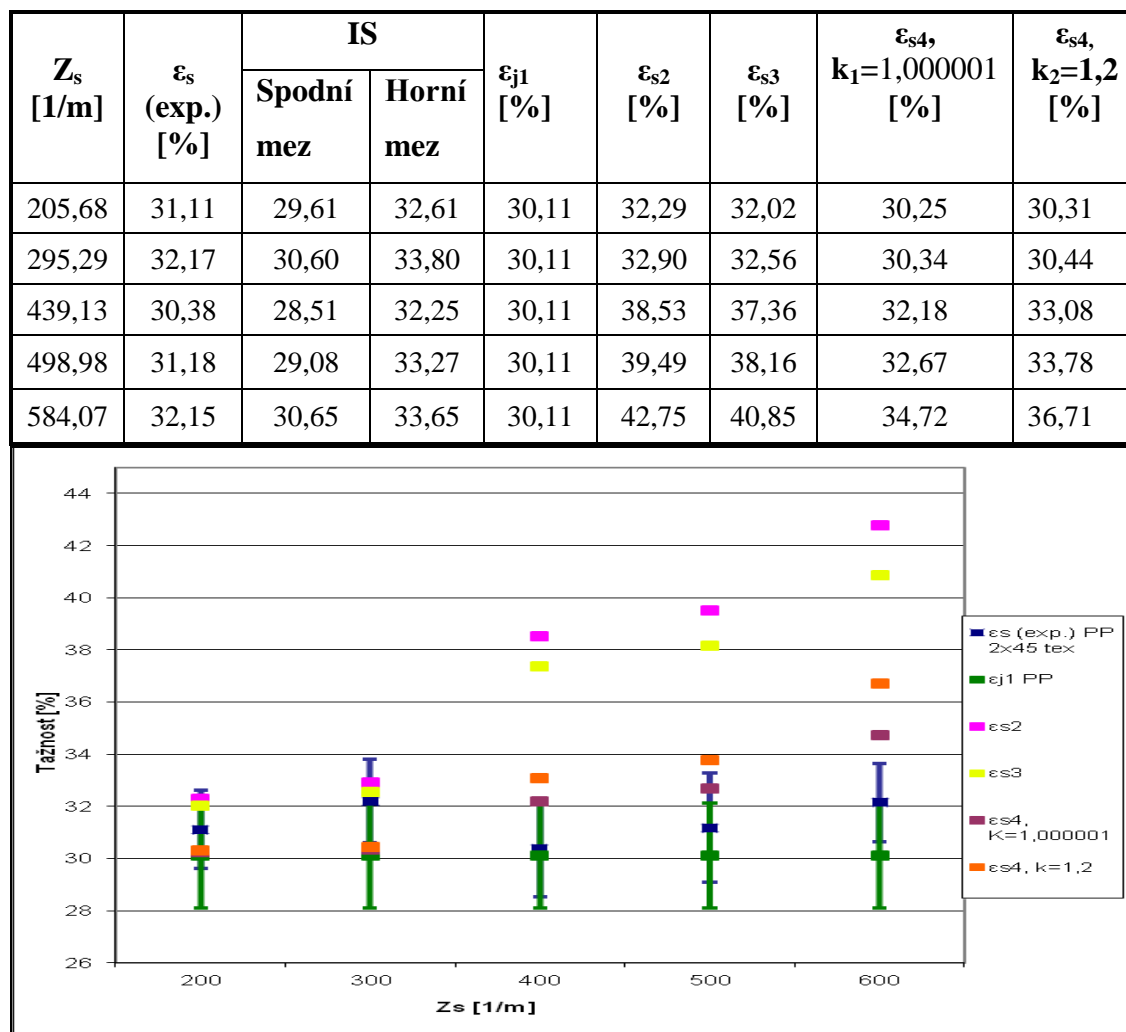 Zs [1/m] | εs (exp.) [%] | IS | εj1 [%] | εs2 [%] | εs3 [%] | εs4, k1=1,000001 [%] | εs4, k2=1,2 [%]
Spodní mez | Horní mez
205,68 | 31,11 | 29,61 | 32,61 | 30,11 | 32,29 | 32,02 | 30,25 | 30,31
295,29 | 32,17 | 30,60 | 33,80 | 30,11 | 32,90 | 32,56 | 30,34 | 30,44
439,13 | 30,38 | 28,51 | 32,25 | 30,11 | 38,53 | 37,36 | 32,18 | 33,08
498,98 | 31,18 | 29,08 | 33,27 | 30,11 | 39,49 | 38,16 | 32,67 | 33,78
584,07 | 32,15 | 30,65 | 33,65 | 30,11 | 42,75 | 40,85 | 34,72 | 36,71
Tažnost [%]
44
42
40
38
36
34
32
30
28
26
200 300 400 500 600
Zs [1/m]
εs (exp.) PP
2x45 tex
εj1 PP
εs2
εs3
εs4,
K=1,000001
εs4, k=1,2